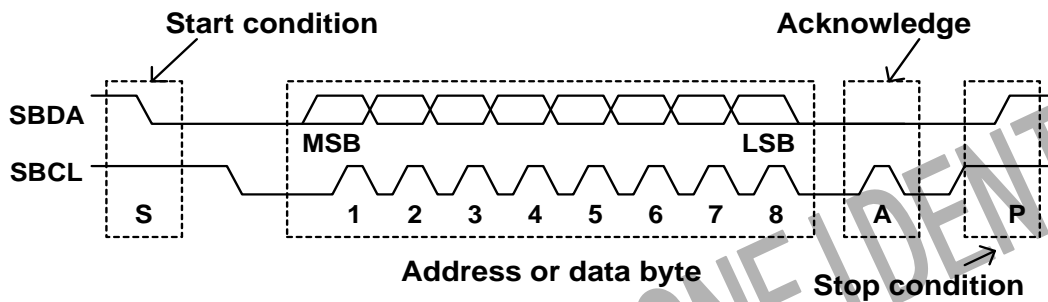 Start condition
Acknowledge
SBDA
MSB
LSB
SBCL
S
1 2 3 4 5 6 7 8
A
P
Address or data byte
Stop condition